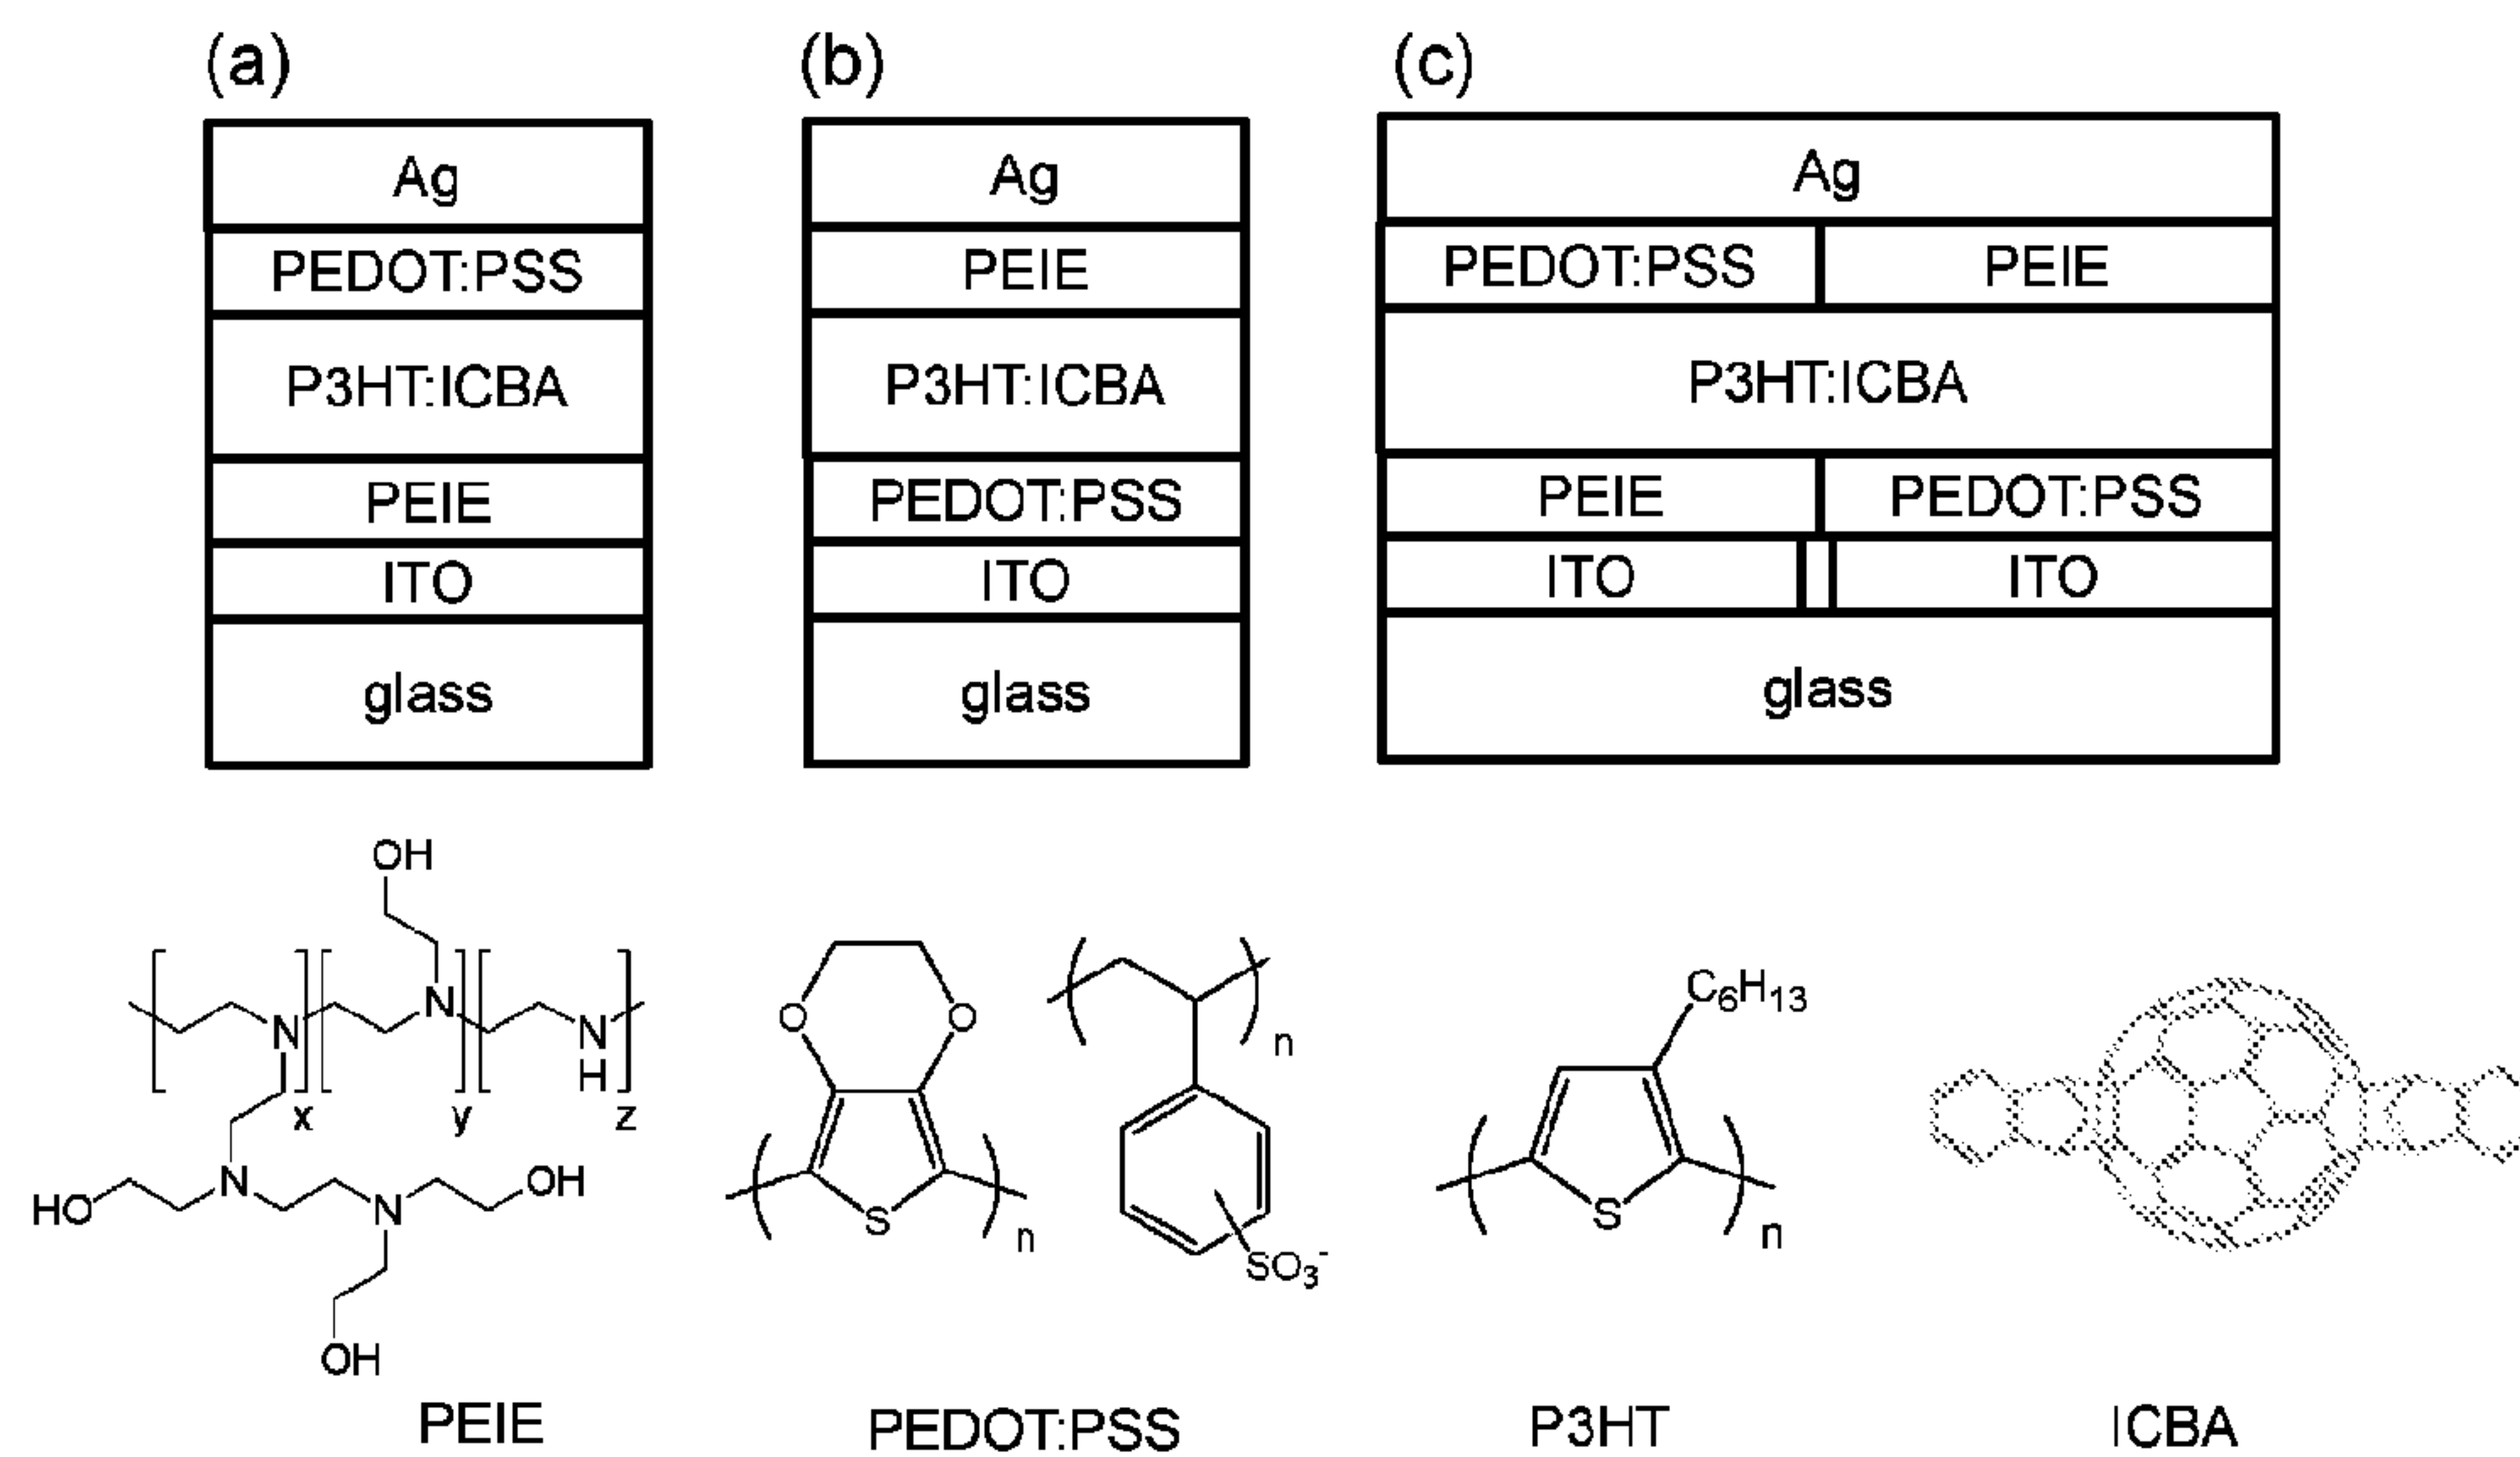 (a) (b) (c)
Ag Ag Ag
PEDOT:PSS PEIE PEDOT:PSS PEIE
P3HT:ICBA P3HT:ICBA P3HT:ICBA
PEIE PEDOT:PSS PEIE PEDOT:PSS
ITO ITO ITO ITO
glass glass glass
OH
N N N
H
x y z
HO N N OH
OH
O O
S
n
n
SO3-
C6H13
S
n
PEIE PEDOT:PSS P3HT ICBA